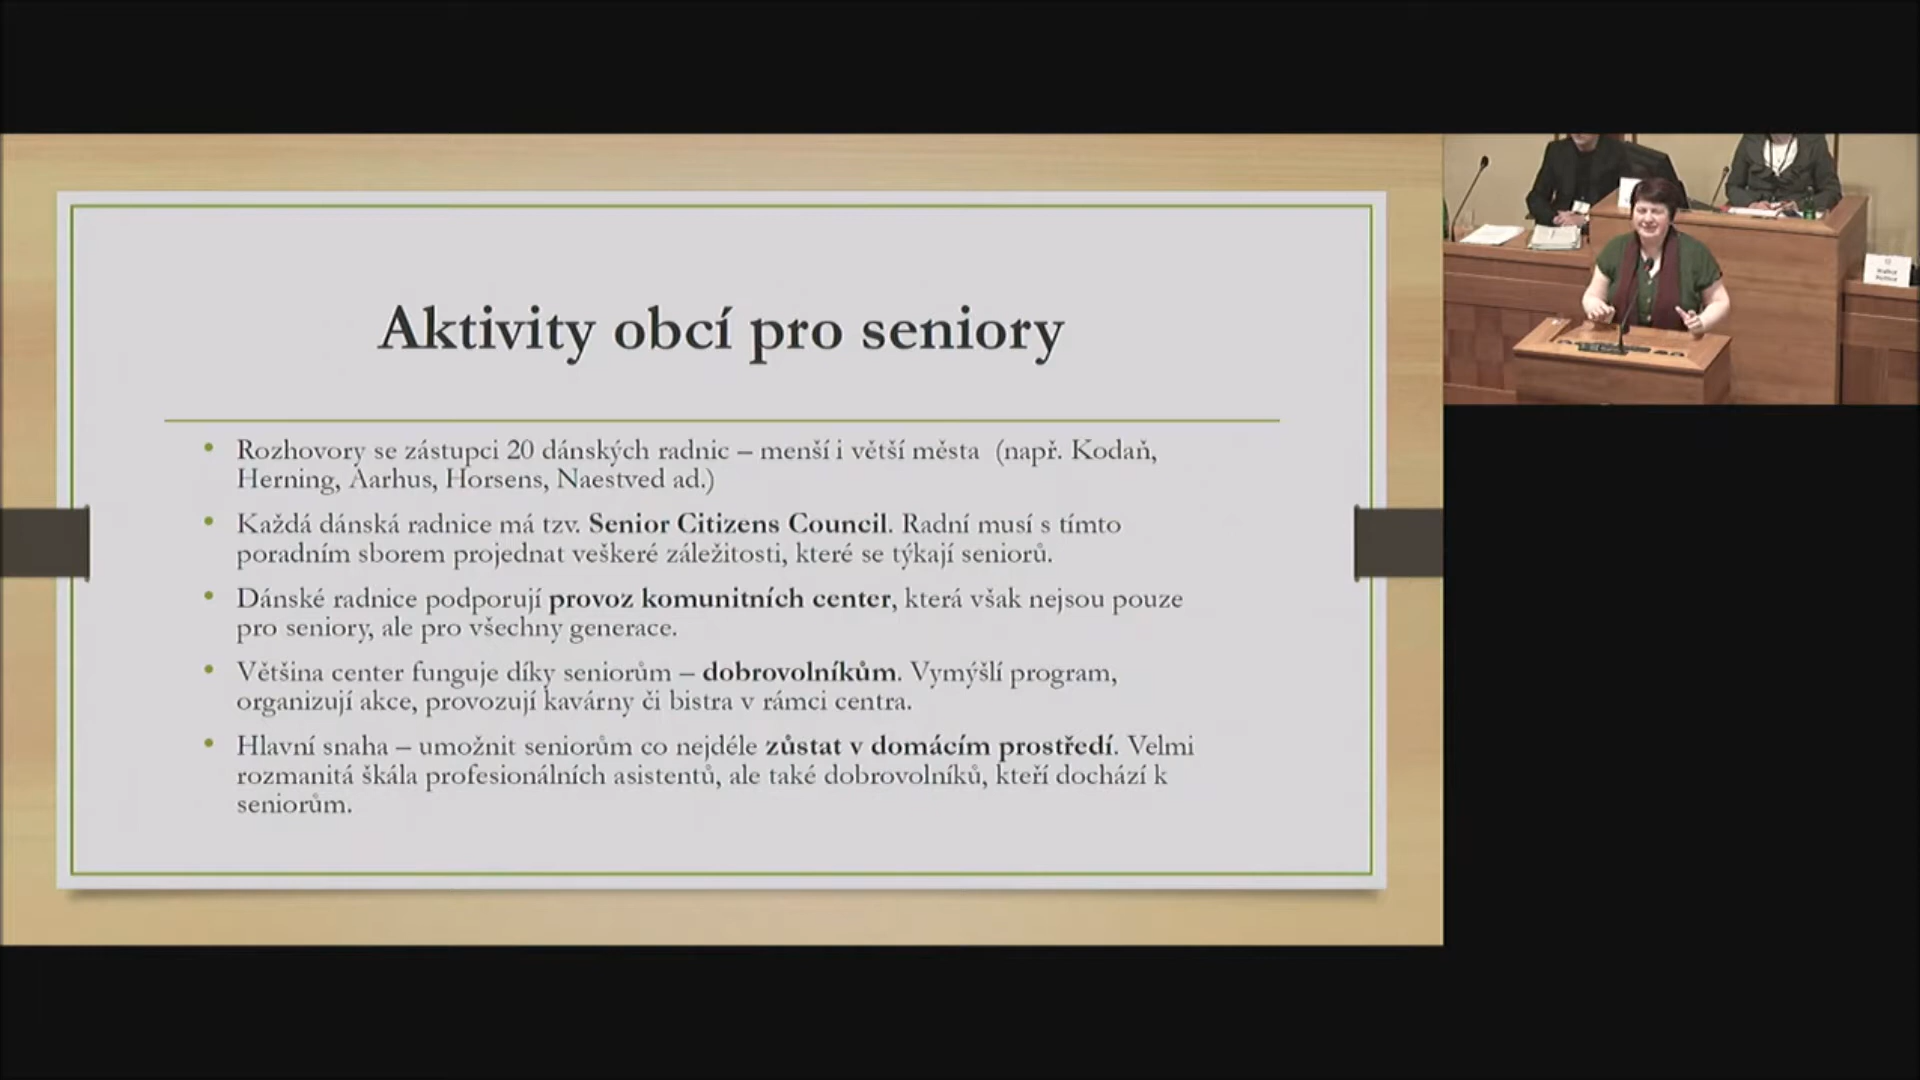 Aktivity obcí pro seniory
• Rozhovory se zástupci 20 dánských radnic – menší i větší města (např. Kodaň,
Herning, Aarhus, Horsens, Naestved ad.)
• Každá dánská radnice má tzv. Senior Citizens Council. Radní musí s tímto
poradním sborem projednat veškeré záležitosti, které se týkají seniorů.
• Dánské radnice podporují provoz komunitních center, která však nejsou pouze
pro seniory, ale pro všechny generace.
• Většina center funguje díky seniorům – dobrovolníkům. Vymýšlí program,
organizují akce, provozují kavárny či bistra v rámci centra.
• Hlavní snaha – umožnit seniorům co nejdéle zůstat v domácím prostředí. Velmi
rozmanitá škála profesionálních asistentů, ale také dobrovolníků, kteří dochází k
seniorům.